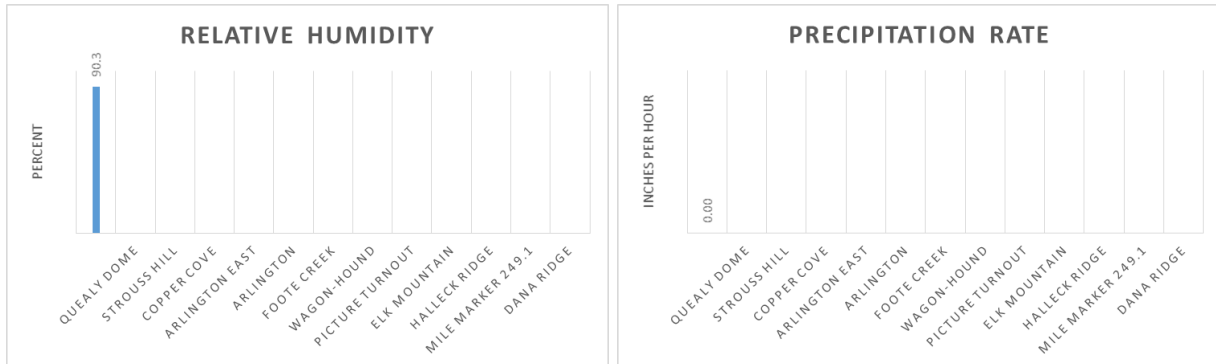 RELATIVE HUMIDITY
PERCENT
90.3
QUEALY DOME
STROUSS HILL
COPPER COVE
ARLINGTON EAST
ARLINGTON
FOOTE CREEK
WAGON-HOUND
PICTURE TURNOUT
ELK MOUNTAIN
HALLECK RIDGE
MILE MARKER 249.1
DANA RIDGE
PRECIPITATION RATE
INCHES PER HOUR
0.00
QUEALY DOME
STROUSS HILL
COPPER COVE
ARLINGTON EAST
ARLINGTON
FOOTE CREEK
WAGON-HOUND
PICTURE TURNOUT
ELK MOUNTAIN
HALLECK RIDGE
MILE MARKER 249.1
DANA RIDGE